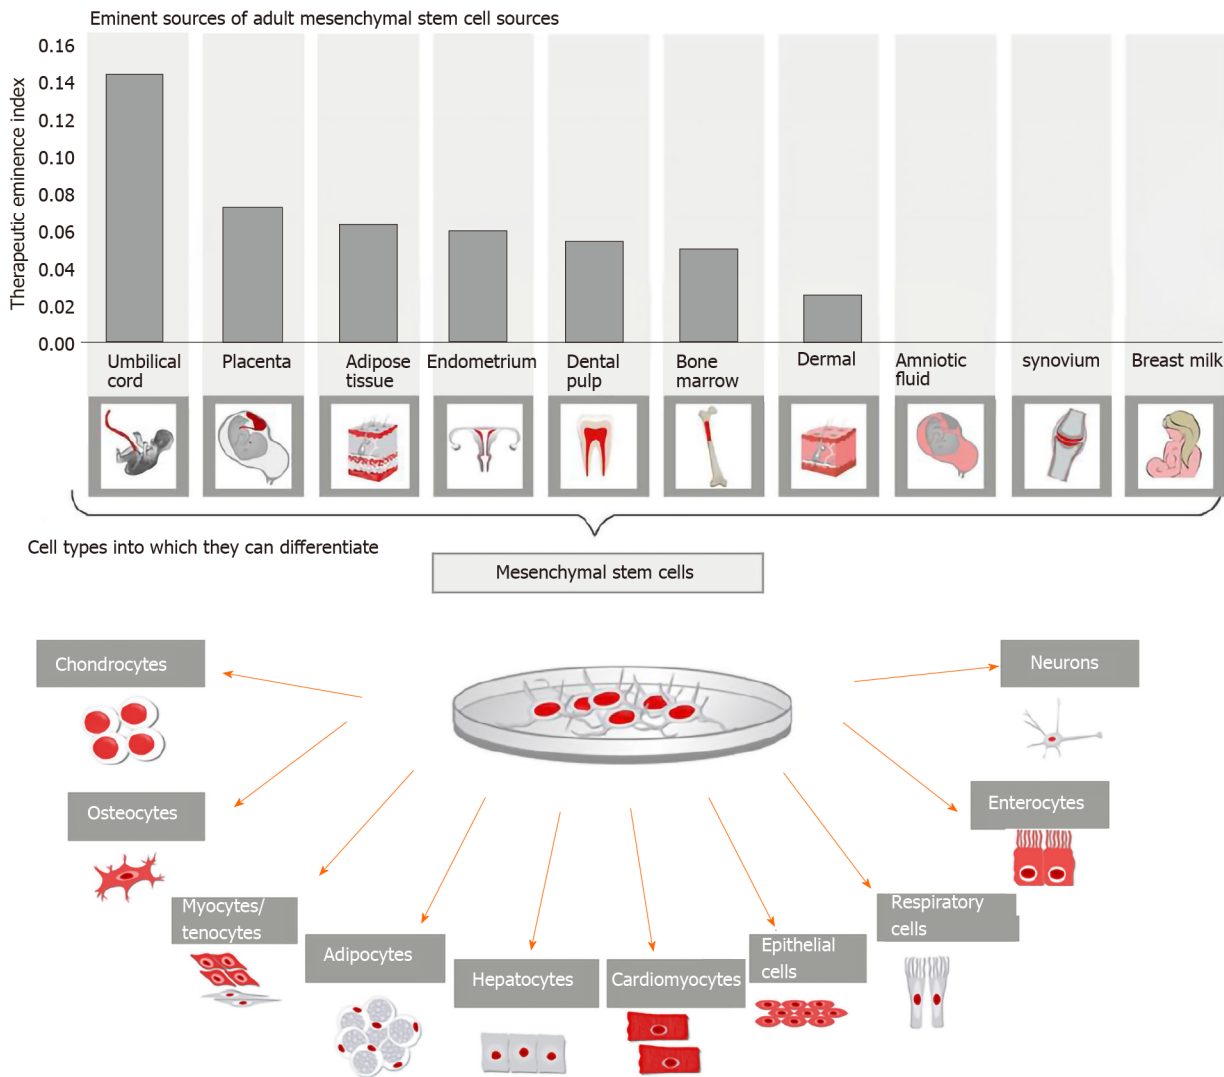 Eminent sources of adult mesenchymal stem cell sources
Therapeutic eminence index
0.16
0.14
0.12
0.10
0.08
0.06
0.04
0.02
0.00
Umbilical
cord
Placenta
Adipose
tissue
Endometrium
Dental
pulp
Bone
marrow
Dermal
Amniotic
fluid
synovium
Breast milk
Cell types into which they can differentiate
Mesenchymal stem cells
Chondrocytes
Osteocytes
Myocytes/
tenocytes
Adipocytes
Hepatocytes
Cardiomyocytes
Epithelial
cells
Respiratory
cells
Enterocytes
Neurons